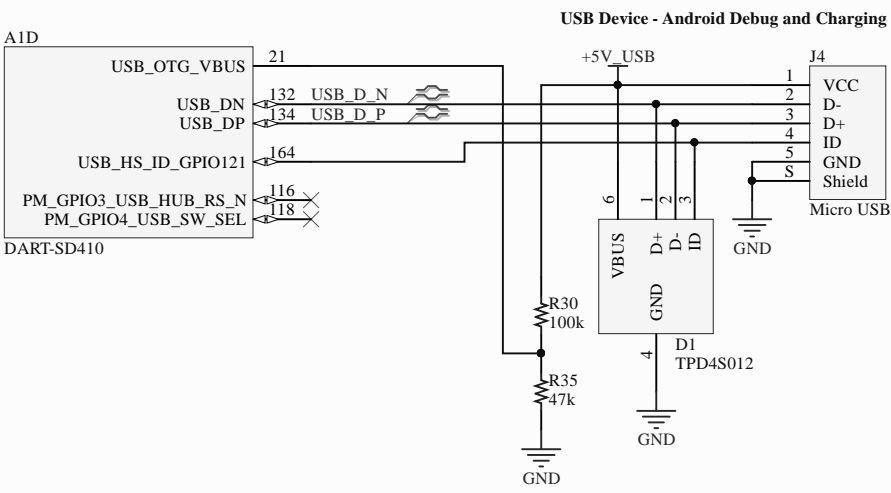 USB Device - Android Debug and Charging
A1D
J4
+5V_USB
USB_OTG_VBUS 21
1 VCC
USB_DN 132 USB_D_N
2 D-
USB_DP 134 USB_D_P
3 D+
4 ID
USB_HS_ID_GPIO121 164
5 GND
S Shield
PM_GPIO3_USB_HUB_RS_N 116
PM_GPIO4_USB_SW_SEL 118
Micro USB
DART-SD410
6 1 2 3
VBUS D+ D- ID
GND
GND
R30
100k
4
D1
TPD4S012
R35
47k
GND
GND